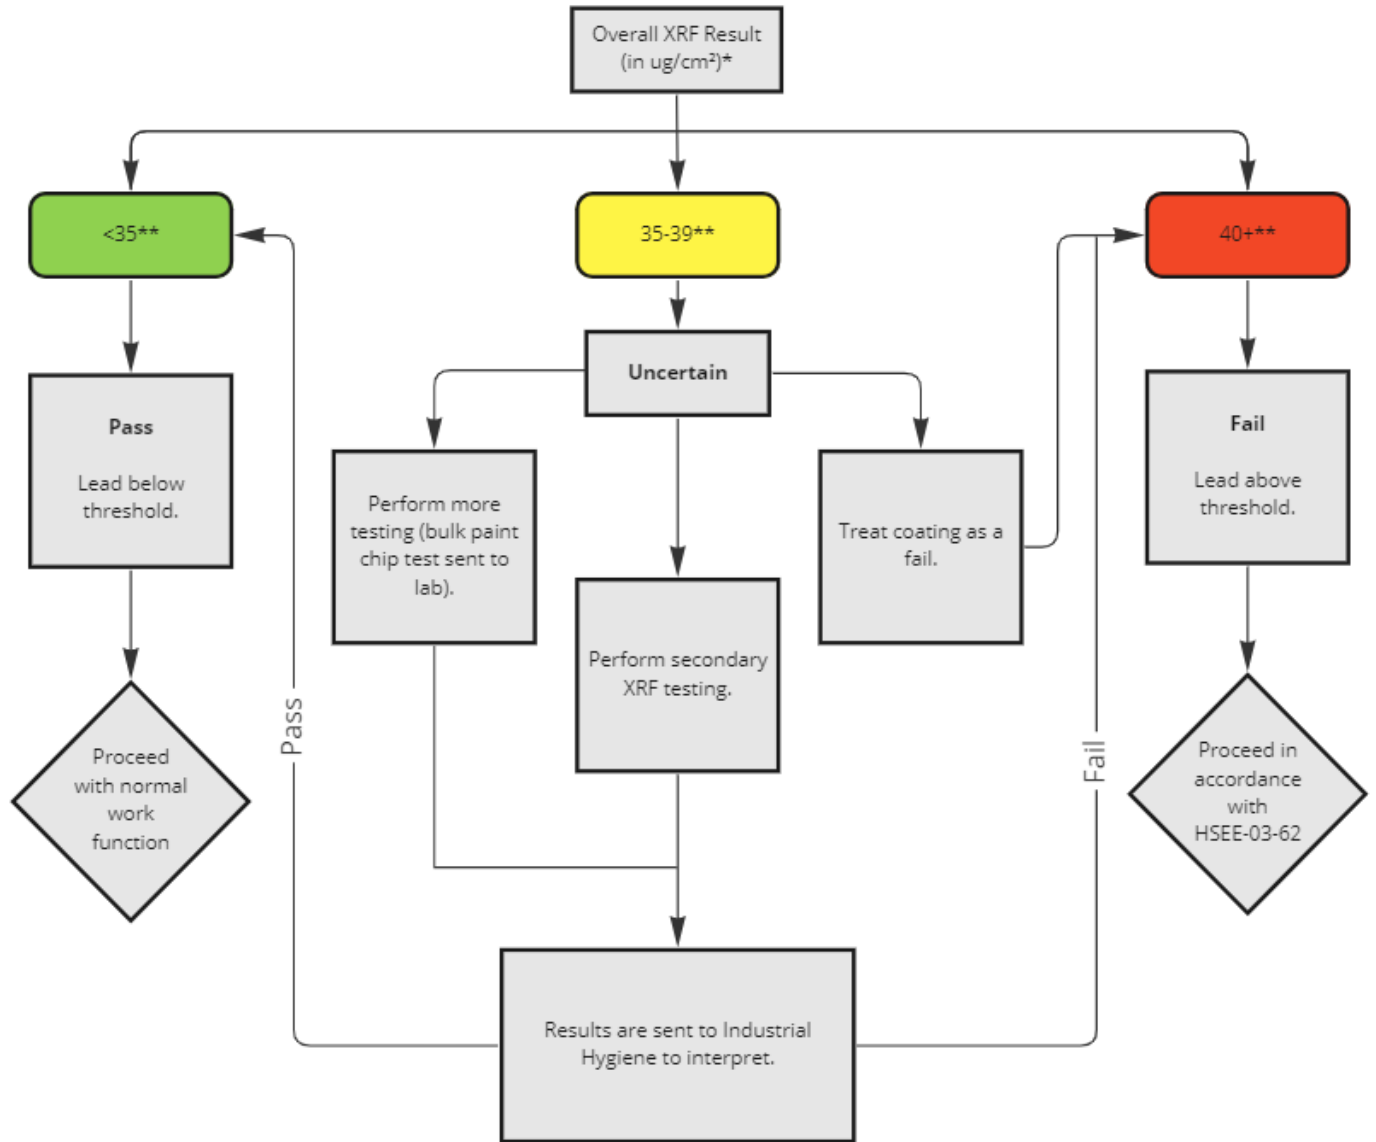 Overall XRF Result
(in ug/cm²)*
<35**
35-39**
40+**
Uncertain
Pass
Lead below
threshold.
Perform more
testing (bulk paint
chip test sent to
lab).
Treat coating as a
fail.
Fail
Lead above
threshold.
Perform secondary
XRF testing.
Proceed
with normal
work
function
Pass
Fail
Proceed in
accordance
with
HSEE-03-62
Results are sent to Industrial
Hygiene to interpret.